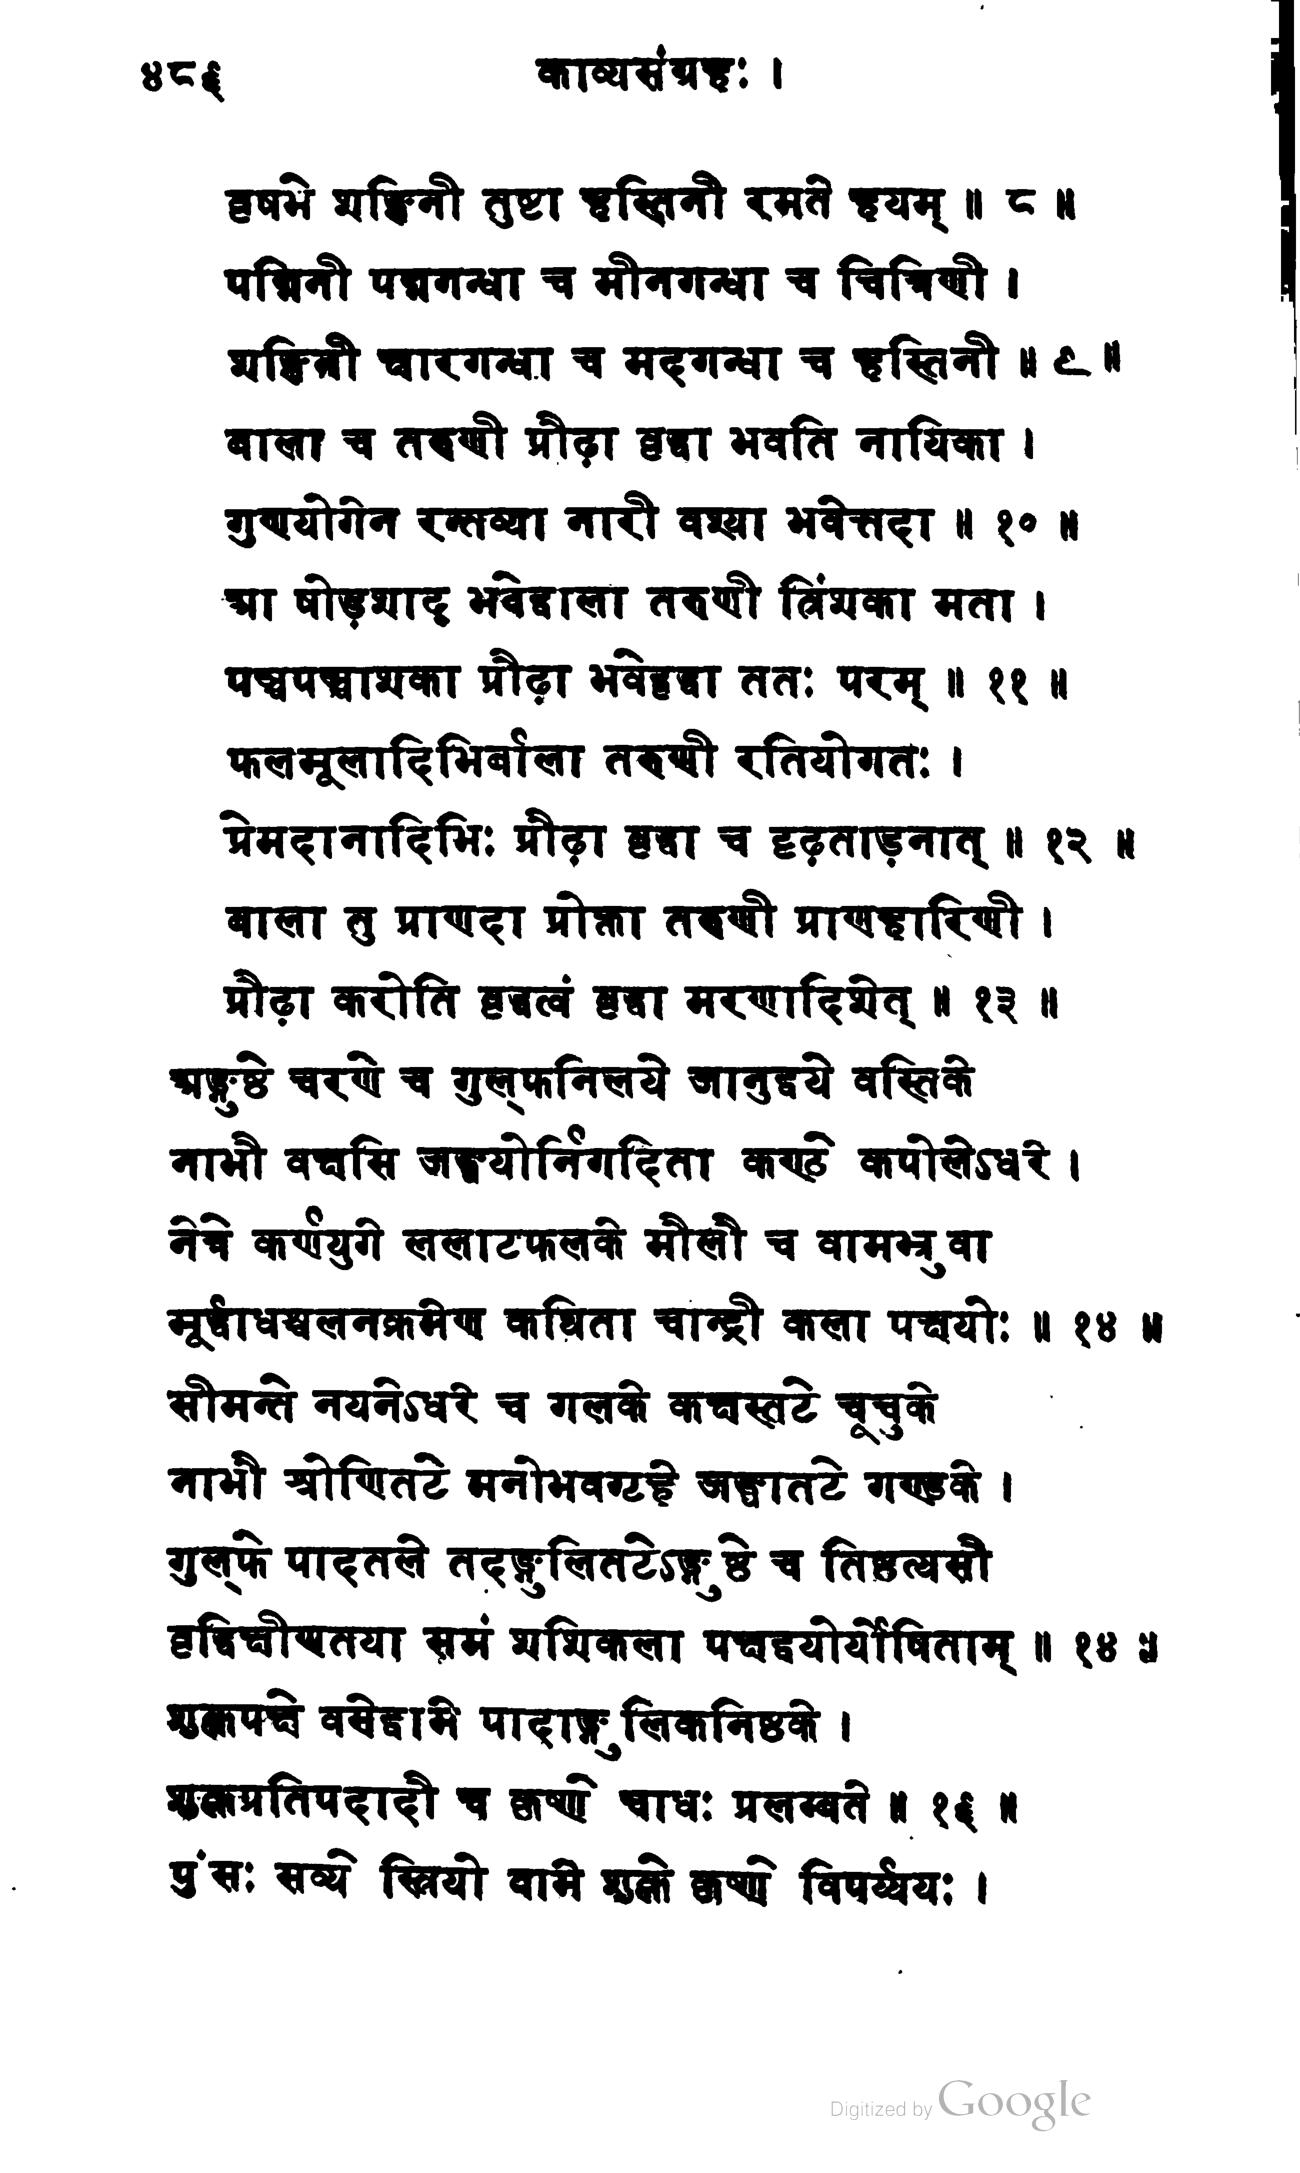 ४८६ काव्यसंग्रहः ।
वृषभे शङ्खिनी तुष्टा हस्तिनी रमते हयम् ॥ ८ ॥
पद्मिनी पद्मगन्धा च मीनगन्धा च चित्रिणी ।
शङ्खिनी क्षारगन्धा च मदगन्धा च हस्तिनी ॥ ९ ॥
बाला च तरुणी प्रौढ़ा वृद्धा भवति नायिका ।
गुणयोगेन रन्तव्या नारी वश्या भवेत्तदा ॥ १० ॥
आ षोड़शाद् भवेद्बाला तरुणी त्रिंशका मता ।
पञ्चपञ्चाशका प्रौढ़ा भवेद्वृद्धा ततः परम् ॥ ११ ॥
फलमूलादिभिर्बाला तरुणी रतियोगतः ।
प्रेमदानादिभिः प्रौढ़ा वृद्धा च दृढ़ताड़नात् ॥ १२ ॥
बाला तु प्राणदा प्रोक्ता तरुणी प्राणहारिणी ।
प्रौढ़ा करोति वृद्धत्वं वृद्धा मरणादिशेत् ॥ १३ ॥
अङ्गुष्ठे चरणे च गुल्फनिलये जानुद्वये वस्तिके
नाभौ वक्षसि जङ्घयोर्निगदिता कण्ठे कपोलेऽधरे ।
नेत्रे कर्णयुगे ललाटफलके मौलौ च वामभ्रुवा
मूर्द्ध्वाधश्चलनक्रमेण कथिता चान्द्री कला पक्षयोः ॥ १४ ॥
सीमन्ते नयनेऽधरे च गलके कक्षस्तटे चूचुके
नाभौ श्रोणितटे मनोभवगृहे जङ्घातटे गण्डके ।
गुल्फे पादतले तदङ्गुलितटेऽङ्गुष्ठे च तिष्ठत्यसौ
वृद्धिक्षीणतया समं शशिकला पक्षद्वयोर्योषिताम् ॥ १४ ॥
शुक्लपक्षे वसेद्वामे पादाङ्गुलिकनिष्ठके ।
शुक्लप्रतिपदादौ च कृष्णे चाधः प्रलम्बते ॥ १६ ॥
पुंसः सव्ये स्त्रियो वामे शुक्ले कृष्णे विपर्य्ययः ।
Digitized by Google